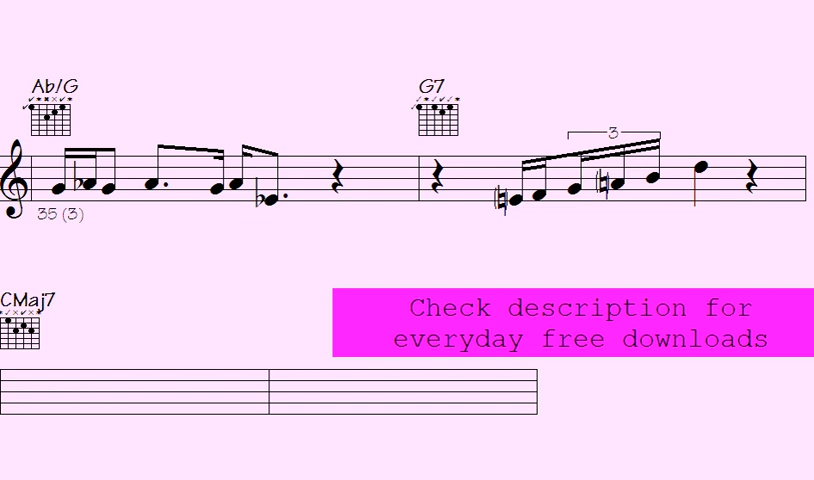 Ab/G
G7
3
35 (3)
CMaj7
Check description for
everyday free downloads